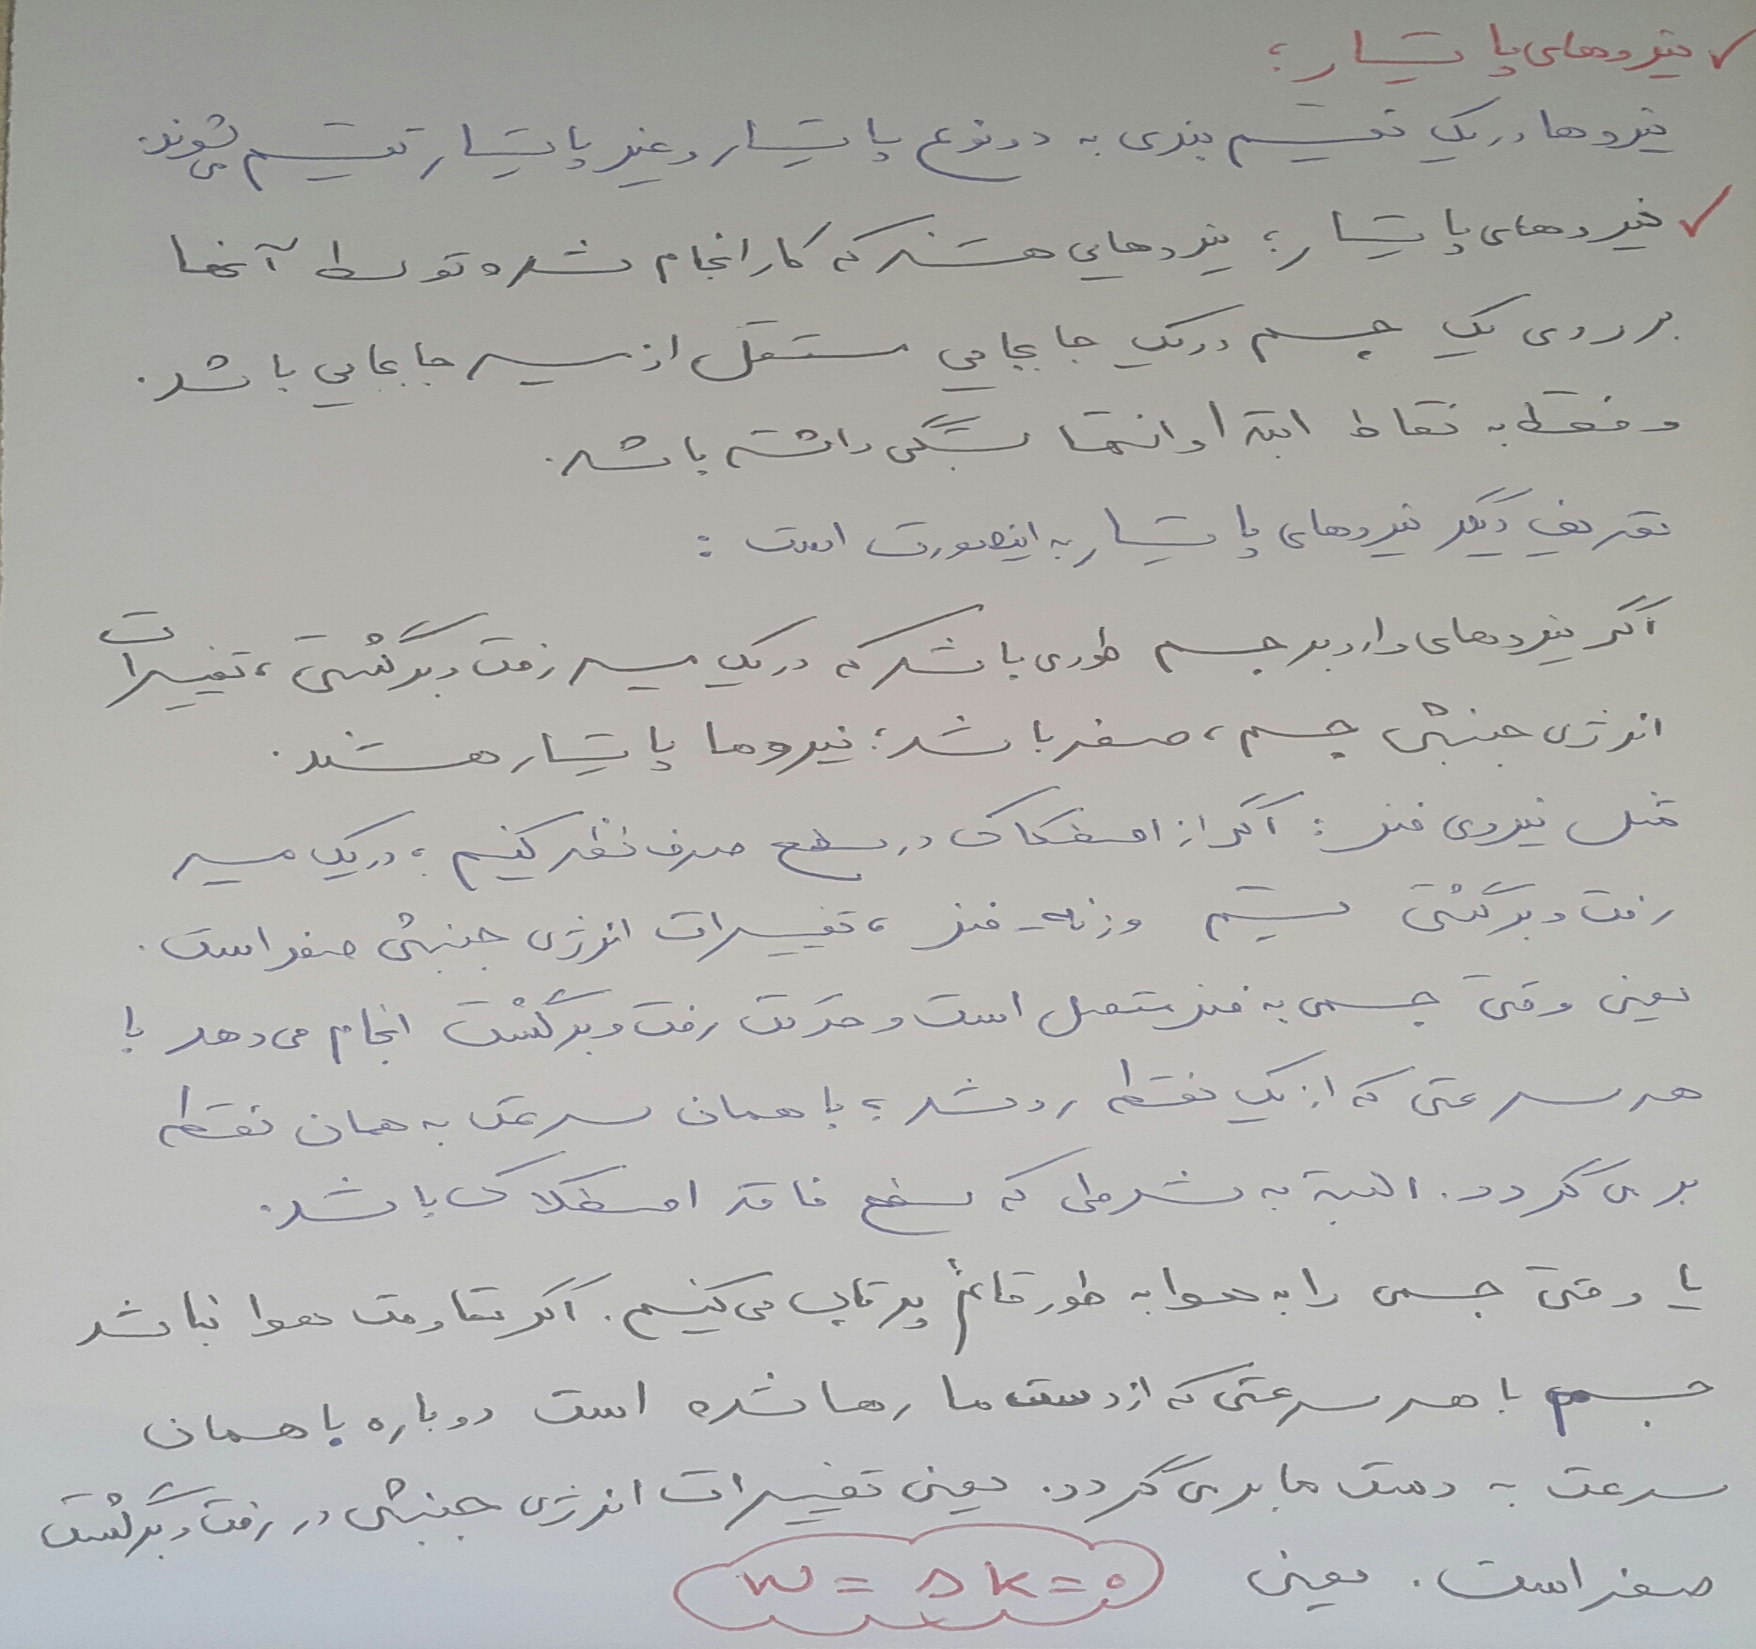 ✓ نیروهای پایستار؛
نیروها در یک تقسیم بندی به دو نوع پایستار و غیر پایستار تقسیم می‌شوند.
✓ نیروهای پایستار؛ نیروهایی هستند که کار انجام شده توسط آنها
بر روی یک جسم در یک جابجایی مستقل از مسیر جابجایی باشد.
و فقط به نقاط ابتدا و انتها بستگی داشته باشد.
تعریف دیگر نیروهای پایستار به اینصورت است :
اگر نیروهای وارد بر جسم طوری باشد که در یک مسیر رفت و برگشتی، تغییرات
انرژی جنبشی جسم، صفر باشد؛ نیروها پایستار هستند.
مثل نیروی فنر : اگر از اصطکاک در سطح صرف نظر کنیم، در یک مسیر
رفت و برگشتی سیستم وزنه - فنر، تغییرات انرژی جنبشی صفر است.
یعنی وقتی جسمی به فنر متصل است و حرکت رفت و برگشت انجام می‌دهد با
هر سرعتی که از یک نقطه رد شد، با همان سرعت به همان نقطه
بر می گردد. البته به شرطی که سطح فاقد اصطکاک باشد.
یا وقتی جسمی را به هوا به طور قائم پرتاب می‌کنیم. اگر مقاومت هوا نباشد
جسم با هر سرعتی که از دست ما رها شده است دوباره با همان
سرعت به دست ما بر می گردد. یعنی تغییرات انرژی جنبشی در رفت و برگشت
صفر است. یعنی W = Δk = 0